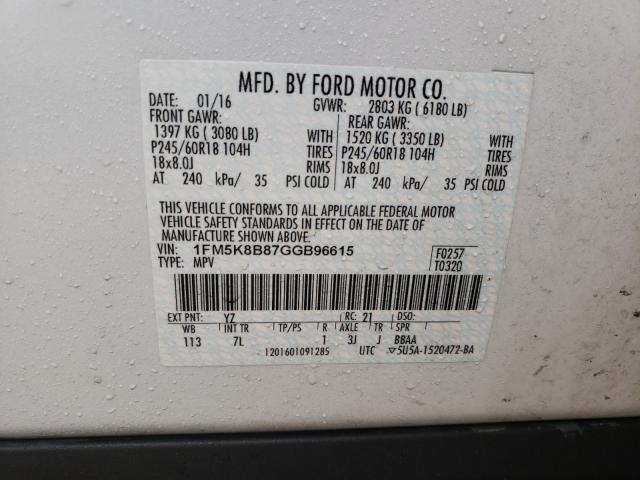 MFD. BY FORD MOTOR CO.
DATE: 01/16 GVWR: 2803 KG ( 6180 LB)
FRONT GAWR: REAR GAWR:
1397 KG ( 3080 LB) WITH 1520 KG ( 3350 LB) WITH
P245/60R18 104H TIRES P245/60R18 104H TIRES
18x8.0J RIMS 18x8.0J RIMS
AT 240 kPa/ 35 PSI COLD AT 240 kPa/ 35 PSI COLD
THIS VEHICLE CONFORMS TO ALL APPLICABLE FEDERAL MOTOR
VEHICLE SAFETY STANDARDS IN EFFECT ON THE DATE OF
MANUFACTURE SHOWN ABOVE.
VIN: 1FM5K8B87GGB96615 F0257
TYPE: MPV T0320
EXT PNT: YZ RC: 21 DSO:
WB INT TR TP/PS R AXLE TR SPR
113 7L 1 3J J BBAA
1201601091285 UTC ▽5U5A-1520472-BA